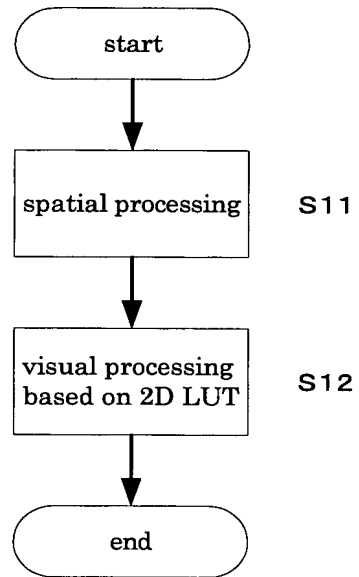 start
spatial processing
S11
visual processing
based on 2D LUT
S12
end